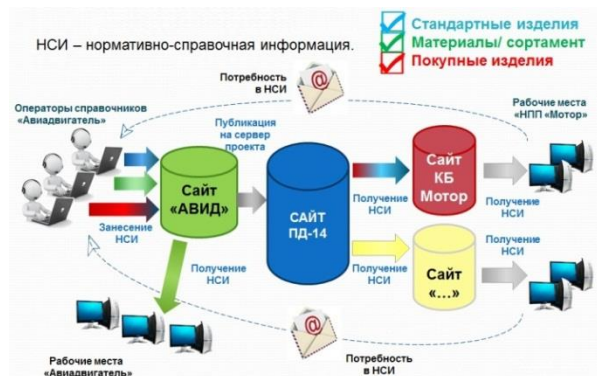 НСИ – нормативно-справочная информация.
Стандартные изделия
Материалы/ сортамент
Покупные изделия
Потребность
в НСИ
@
Операторы справочников
«Авиадвигатель»
Публикация
на сервер
проекта
Рабочие места
«НПП «Мотор»
Сайт
«АВИД»
САЙТ
ПД-14
Сайт
КБ
Мотор
Занесение
НСИ
Получение
НСИ
Получение
НСИ
Получение
НСИ
Получение
НСИ
Получение
НСИ
Сайт
«...»
@
Рабочие места
«Авиадвигатель»
Потребность
в НСИ